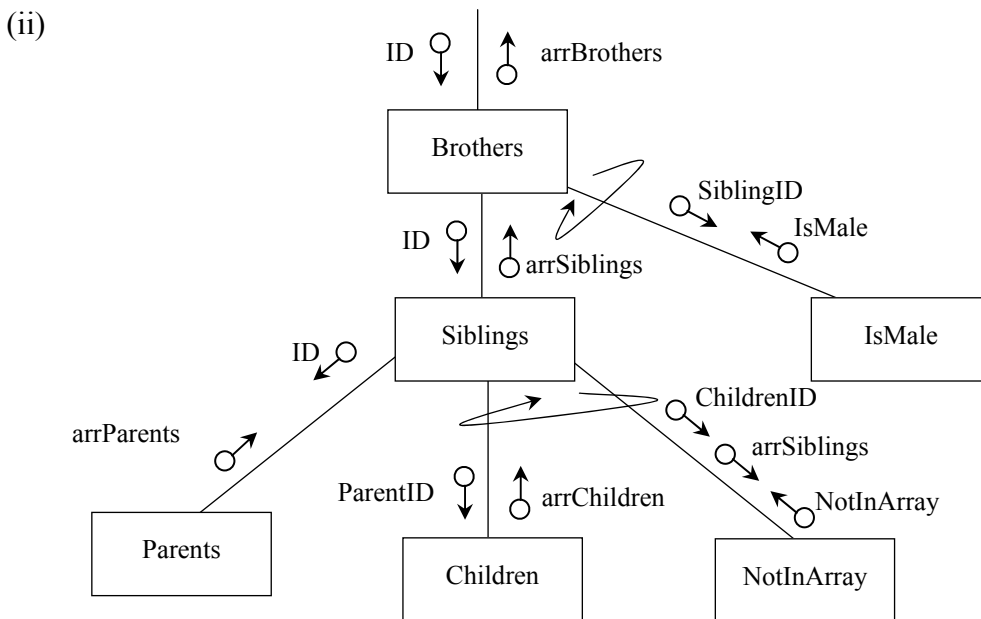 (ii)
ID
arrBrothers
Brothers
SiblingID
IsMale
ID
arrSiblings
Siblings
IsMale
ID
ChildrenID
arrParents
arrSiblings
ParentID
arrChildren
NotInArray
Parents
Children
NotInArray